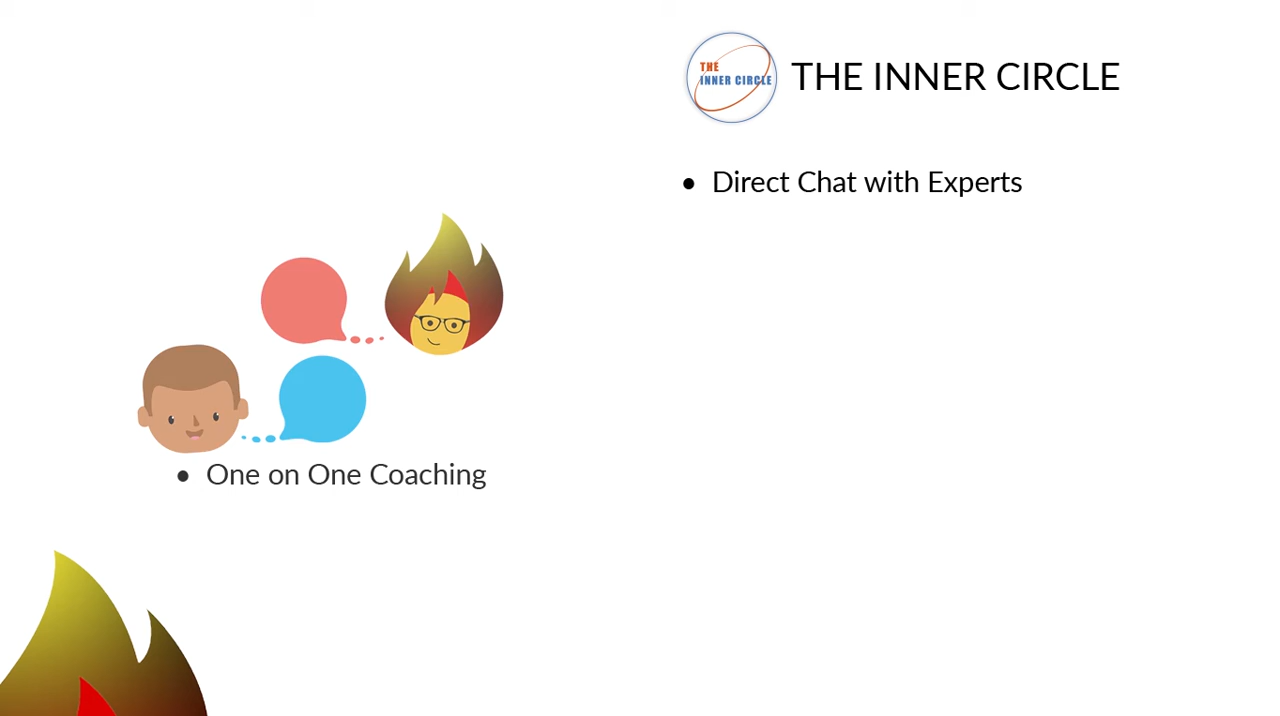 THE
INNER CIRCLE
THE INNER CIRCLE
• Direct Chat with Experts
• One on One Coaching